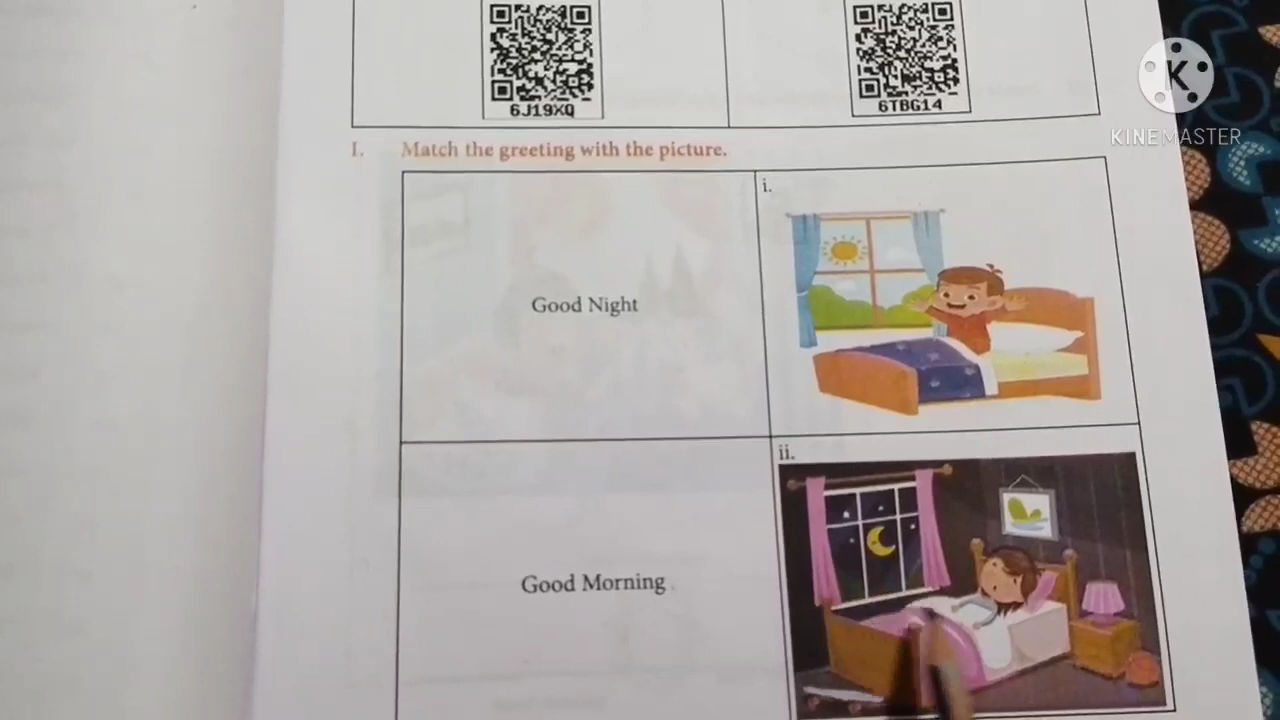 6J19XQ
6TBG14
KINEMASTER
I. Match the greeting with the picture.
Good Night
i.
Good Morning
ii.